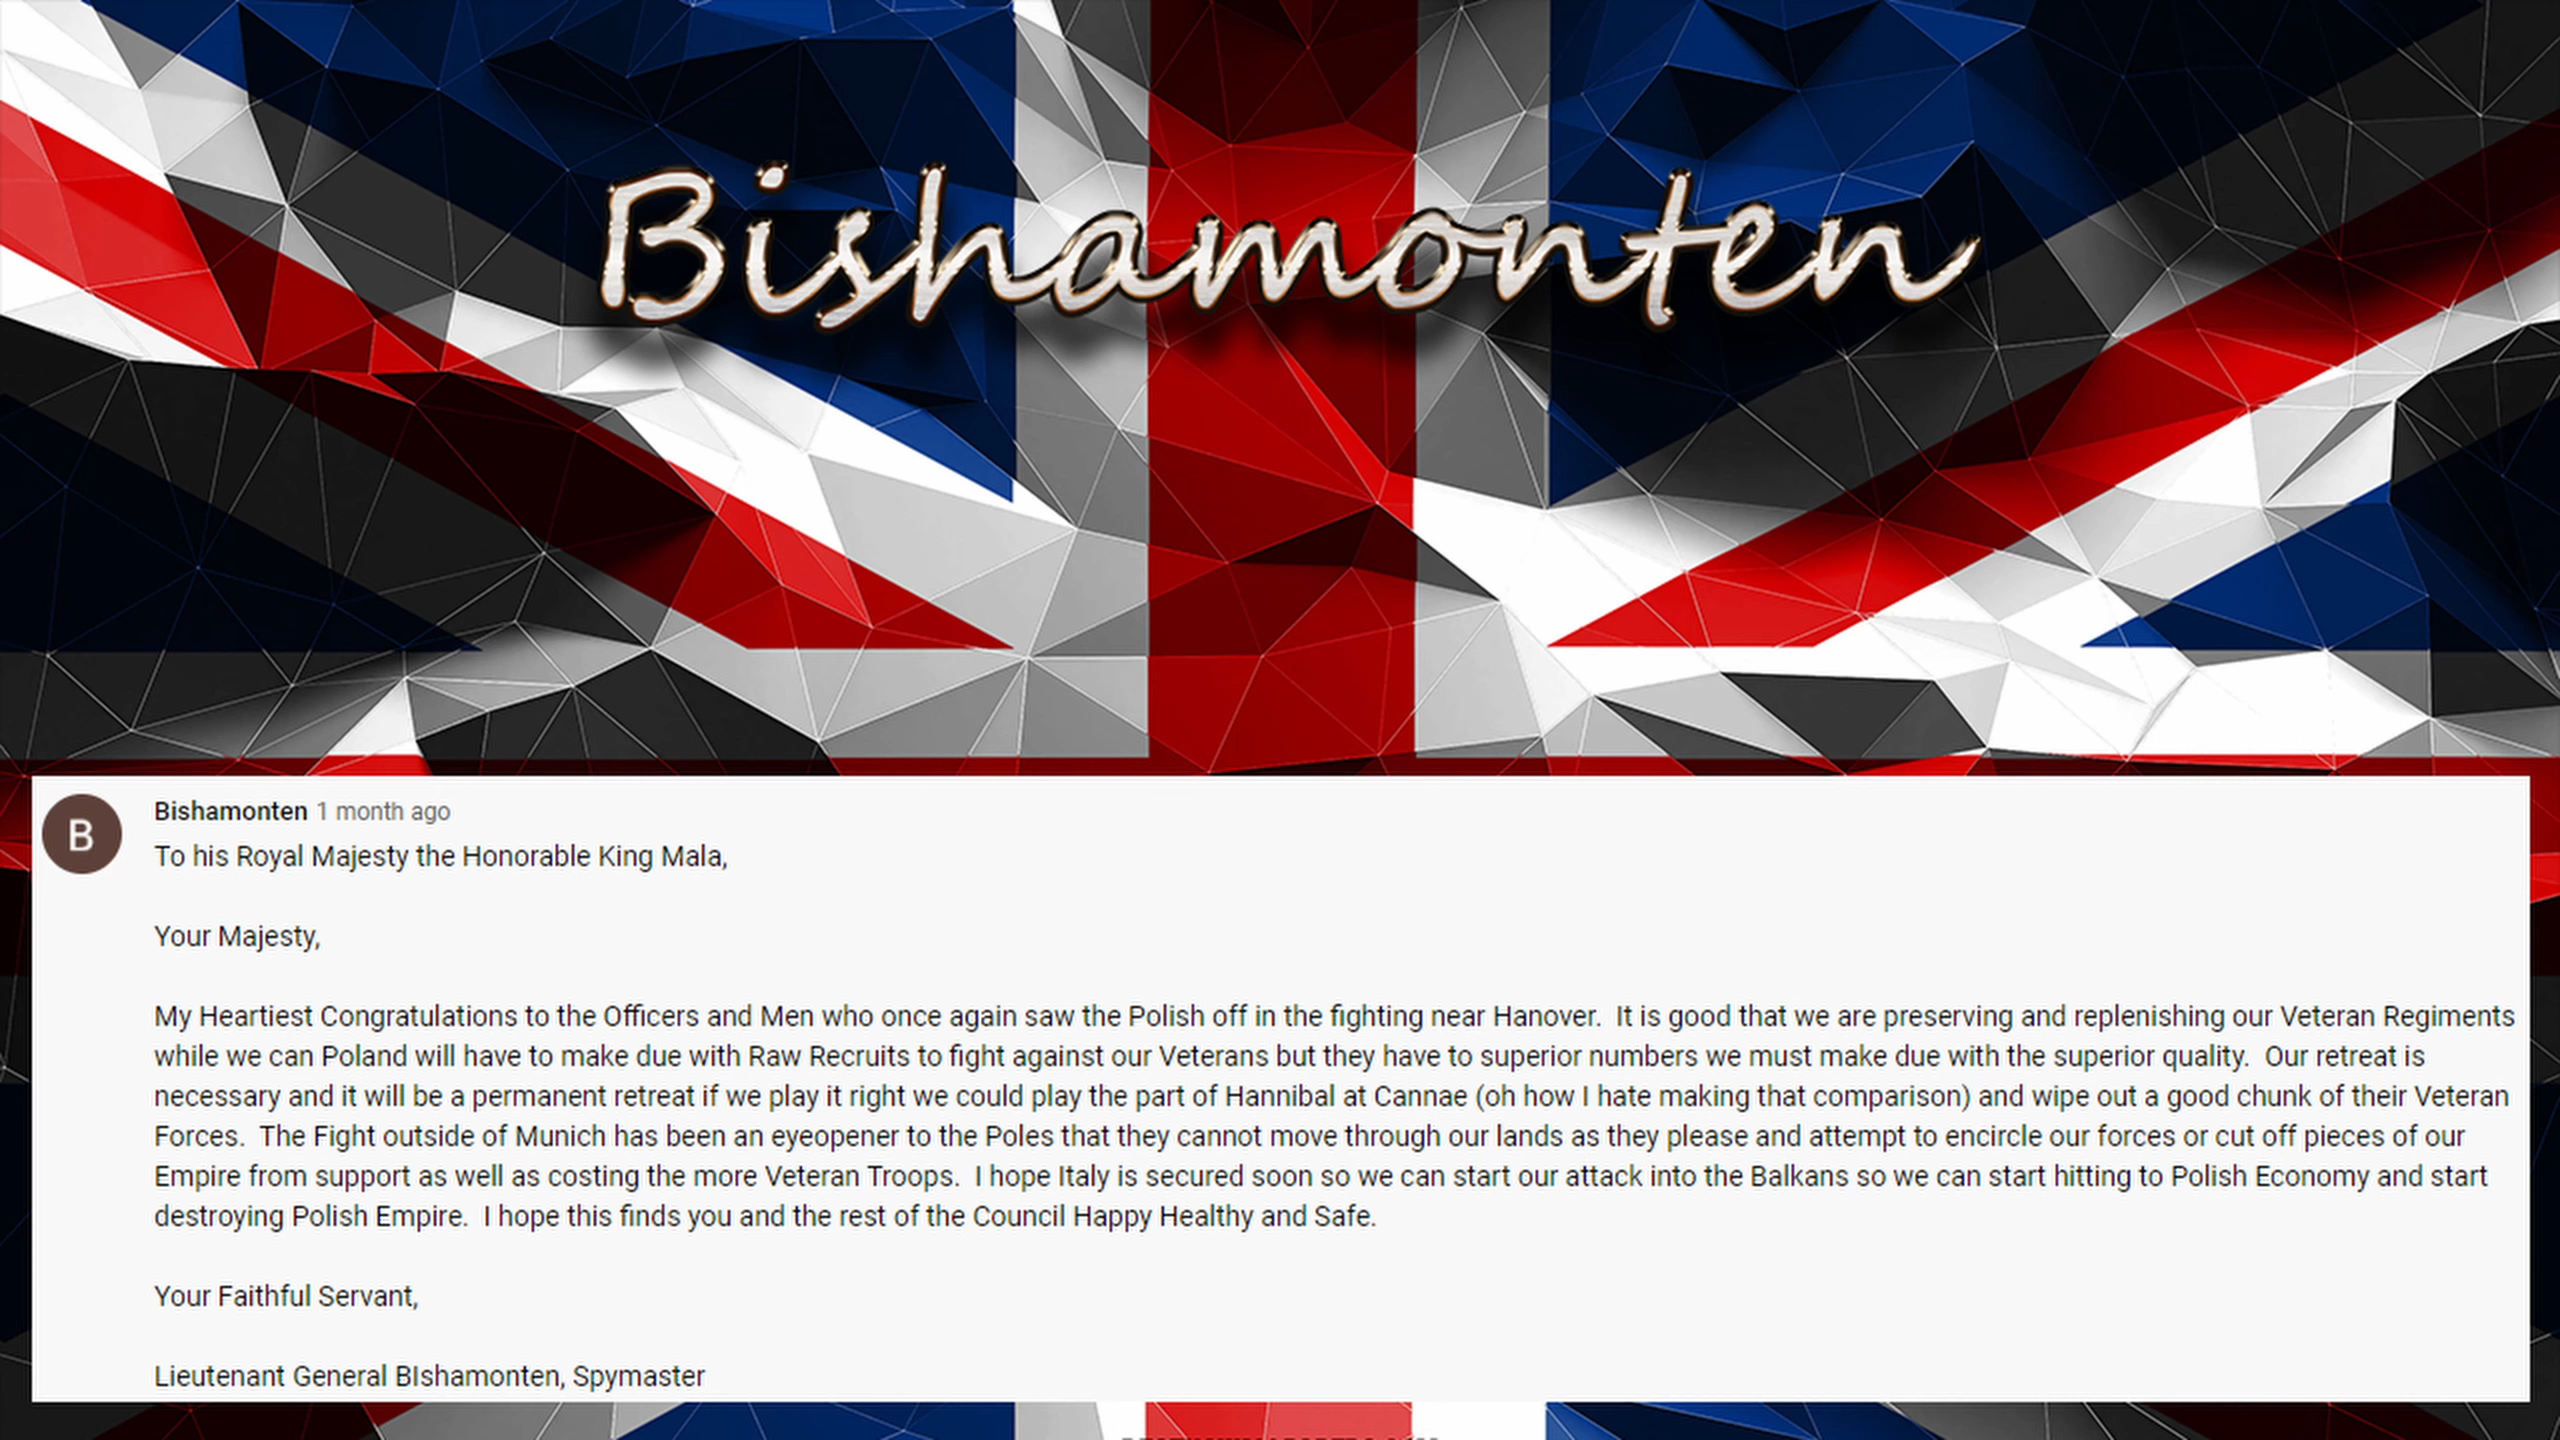 Bishamonten
B
Bishamonten 1 month ago
To his Royal Majesty the Honorable King Mala,
Your Majesty,
My Heartiest Congratulations to the Officers and Men who once again saw the Polish off in the fighting near Hanover.  It is good that we are preserving and replenishing our Veteran Regiments
while we can Poland will have to make due with Raw Recruits to fight against our Veterans but they have to superior numbers we must make due with the superior quality.  Our retreat is
necessary and it will be a permanent retreat if we play it right we could play the part of Hannibal at Cannae (oh how I hate making that comparison) and wipe out a good chunk of their Veteran
Forces.  The Fight outside of Munich has been an eyeopener to the Poles that they cannot move through our lands as they please and attempt to encircle our forces or cut off pieces of our
Empire from support as well as costing the more Veteran Troops.  I hope Italy is secured soon so we can start our attack into the Balkans so we can start hitting to Polish Economy and start
destroying Polish Empire.  I hope this finds you and the rest of the Council Happy Healthy and Safe.
Your Faithful Servant,
Lieutenant General BIshamonten, Spymaster